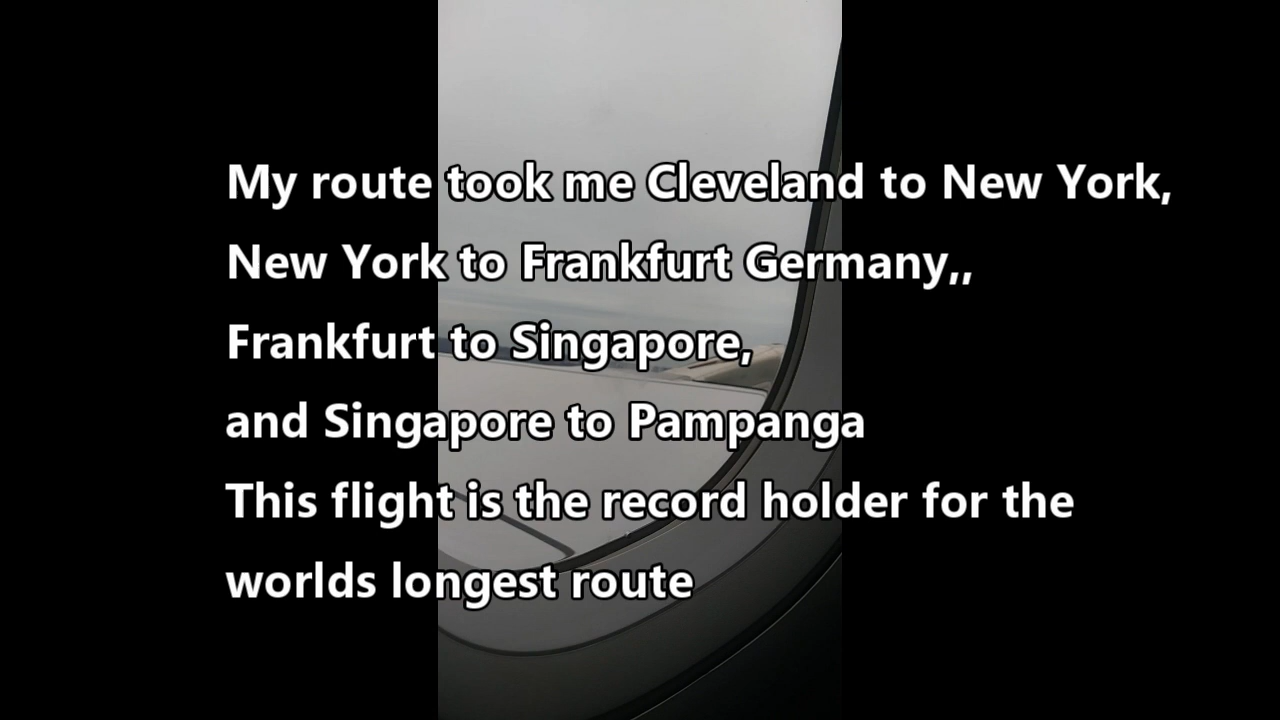 My route took me Cleveland to New York,
New York to Frankfurt Germany,,
Frankfurt to Singapore,
and Singapore to Pampanga
This flight is the record holder for the
worlds longest route